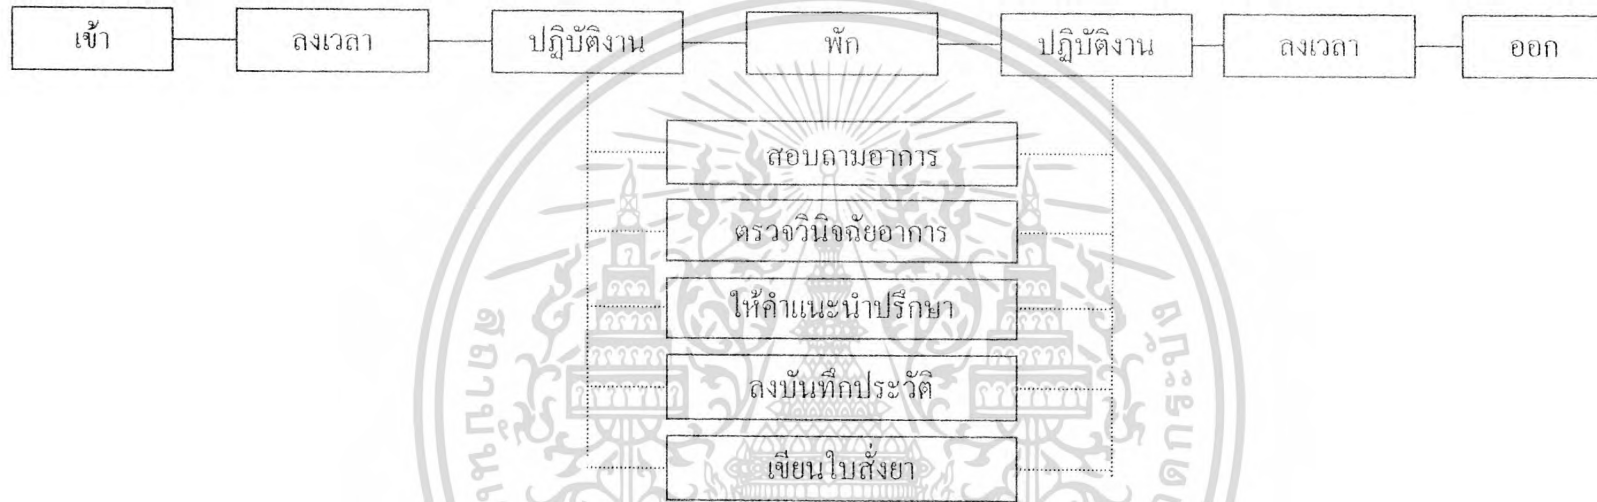 เข้า ลงเวลา ปฏิบัติงาน พัก ปฏิบัติงาน ลงเวลา ออก
สอบถามอาการ
ตรวจวินิจฉัยอาการ
ให้คำแนะนำปรึกษา
ลงบันทึกประวัติ
เขียนใบสั่งยา